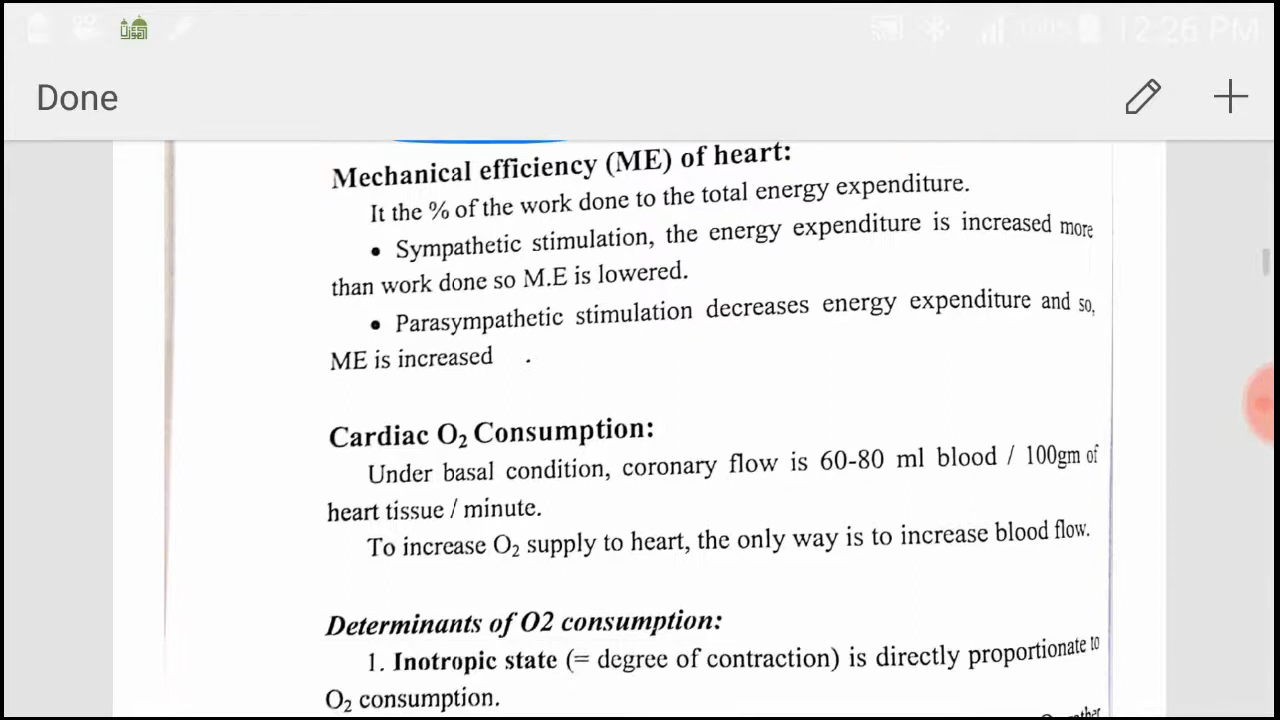 100% 12:26 PM
Done
Mechanical efficiency (ME) of heart:
It the % of the work done to the total energy expenditure.
• Sympathetic stimulation, the energy expenditure is increased more
than work done so M.E is lowered.
• Parasympathetic stimulation decreases energy expenditure and so,
ME is increased .
Cardiac O₂ Consumption:
Under basal condition, coronary flow is 60-80 ml blood / 100gm of
heart tissue / minute.
To increase O₂ supply to heart, the only way is to increase blood flow.
Determinants of O2 consumption:
1. Inotropic state (= degree of contraction) is directly proportionate to
O₂ consumption.